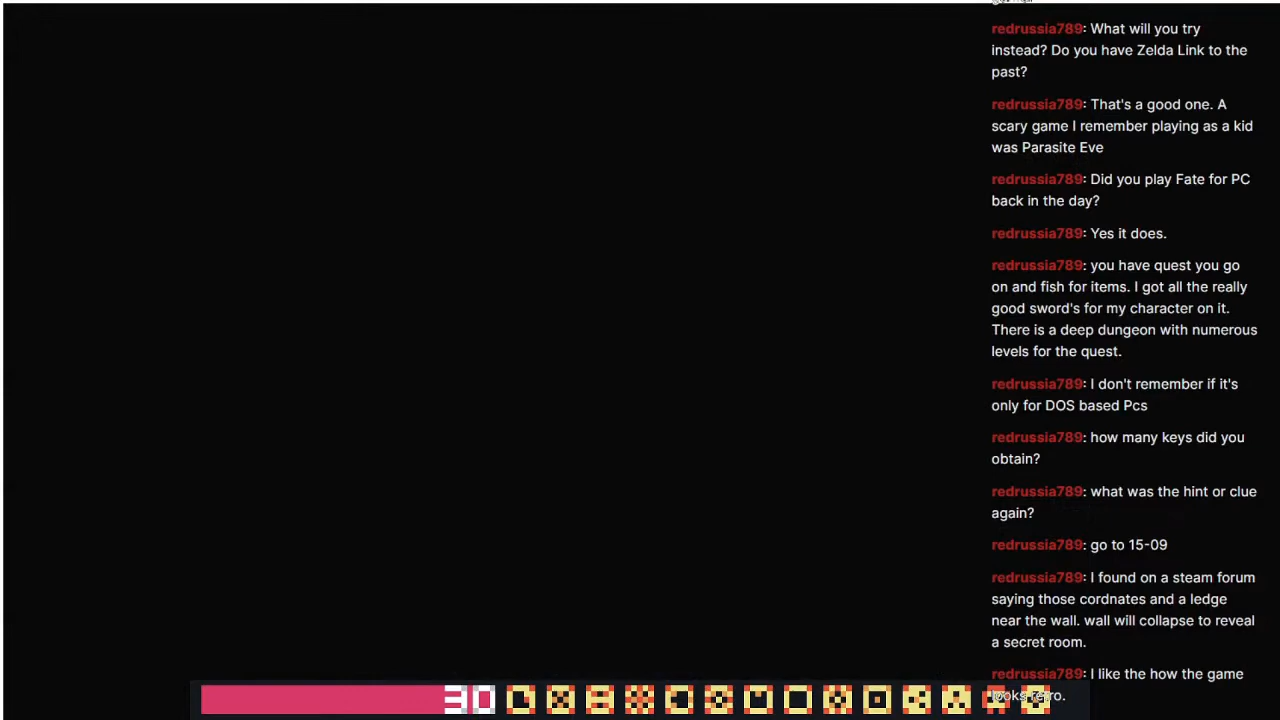 redrussia789: What will you try
instead? Do you have Zelda Link to the
past?
redrussia789: That's a good one. A
scary game I remember playing as a kid
was Parasite Eve
redrussia789: Did you play Fate for PC
back in the day?
redrussia789: Yes it does.
redrussia789: you have quest you go
on and fish for items. I got all the really
good sword's for my character on it.
There is a deep dungeon with numerous
levels for the quest.
redrussia789: I don't remember if it's
only for DOS based Pcs
redrussia789: how many keys did you
obtain?
redrussia789: what was the hint or clue
again?
redrussia789: go to 15-09
redrussia789: I found on a steam forum
saying those cordnates and a ledge
near the wall. wall will collapse to reveal
a secret room.
redrussia789: I like the how the game
looks retro.
30